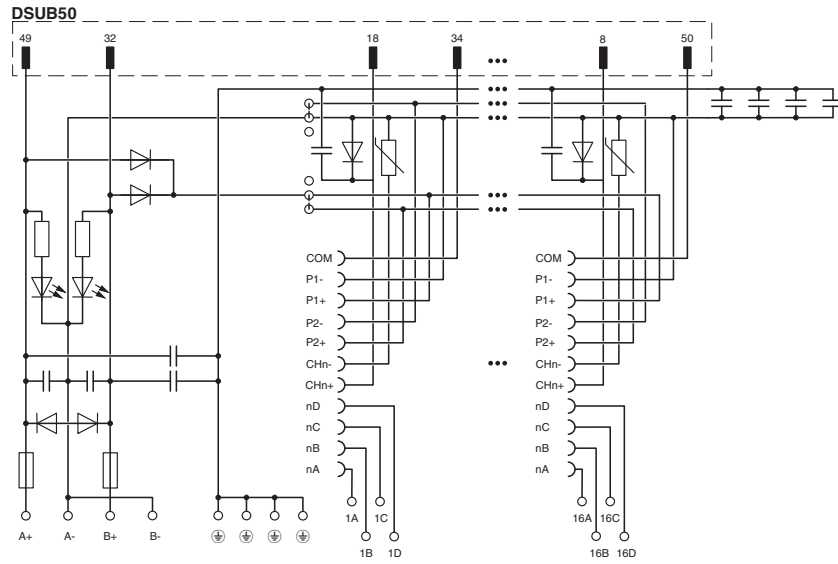 DSUB50
49 32 18 34 8 50
COM COM
P1- P1-
P1+ P1+
P2- P2-
P2+ P2+
CHn- CHn-
CHn+ CHn+
nD nD
nC nC
nB nB
nA nA
1A 1C 16A 16C
A+ A- B+ B-
1B 1D 16B 16D